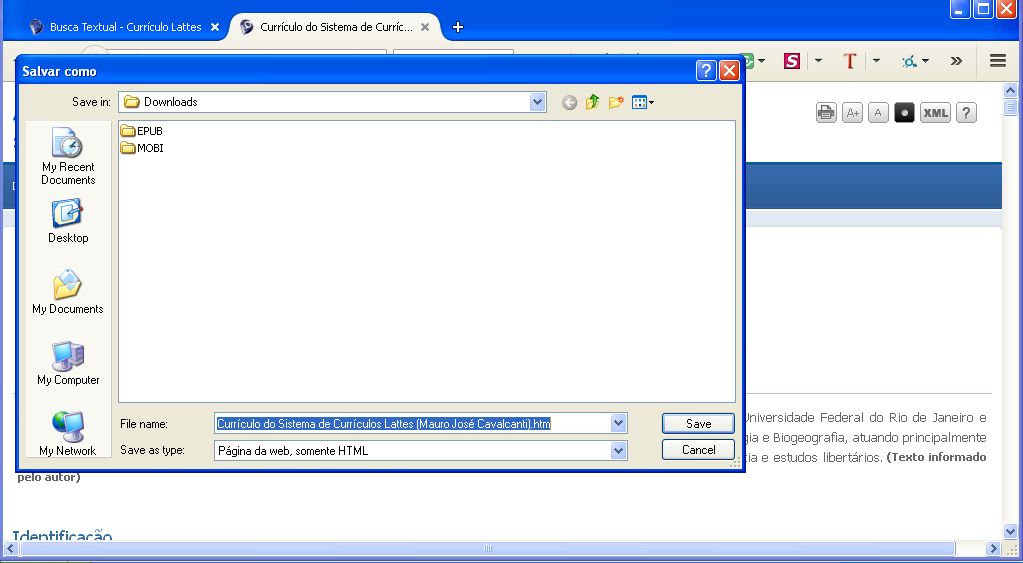 Busca Textual - Currículo Lattes
Currículo do Sistema de Curríc...
Salvar como
Save in:
Downloads
A+
A
XML
?
EPUB
MOBI
My Recent
Documents
Desktop
My Documents
My Computer
My Network
File name:
Currículo do Sistema de Currículos Lattes (Mauro José Cavalcanti).htm
Save
Save as type:
Página da web, somente HTML
Cancel
Universidade Federal do Rio de Janeiro e
e Biogeografia, atuando principalmente
e estudos libertários. (Texto informado
pelo autor)
Identificação